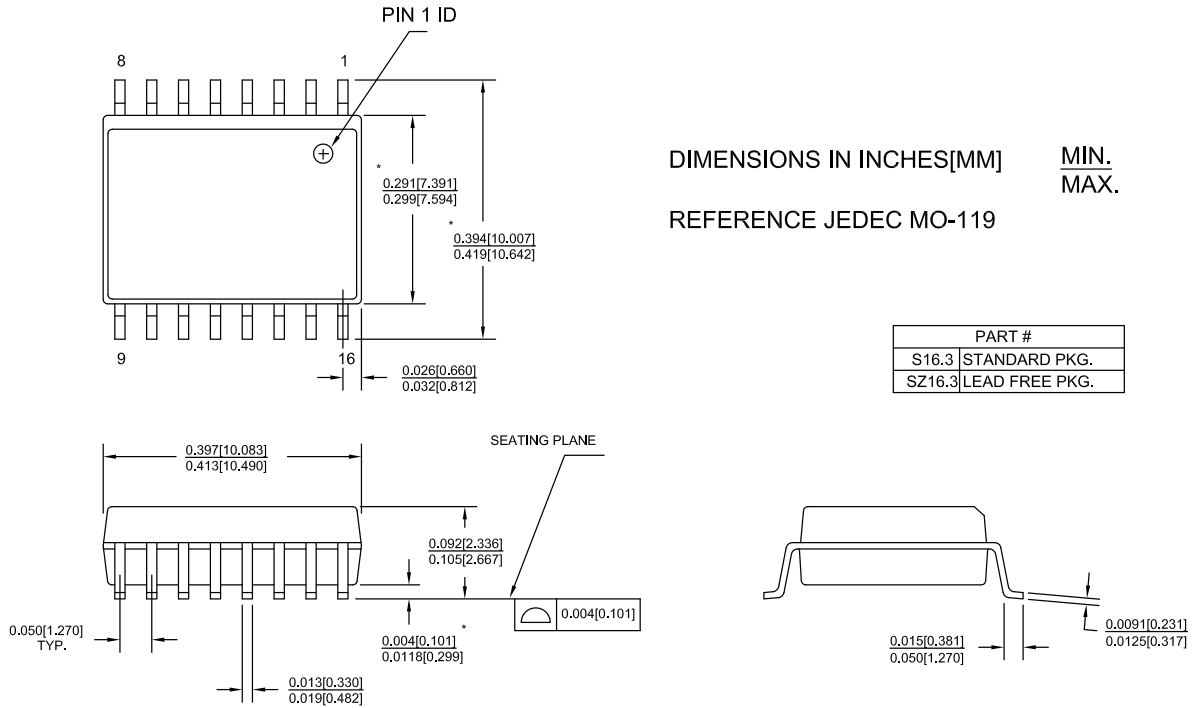 PIN 1 ID
8
1
*
0.291[7.391]
0.299[7.594]
*
0.394[10.007]
0.419[10.642]
9
16
0.026[0.660]
0.032[0.812]
DIMENSIONS IN INCHES[MM]
MIN.
MAX.
REFERENCE JEDEC MO-119
PART #
S16.3 STANDARD PKG.
SZ16.3 LEAD FREE PKG.
0.397[10.083]
0.413[10.490]
SEATING PLANE
0.092[2.336]
0.105[2.667]
0.050[1.270]
TYP.
0.004[0.101]
*
0.004[0.101]
0.0118[0.299]
0.013[0.330]
0.019[0.482]
0.015[0.381]
0.050[1.270]
0.0091[0.231]
0.0125[0.317]